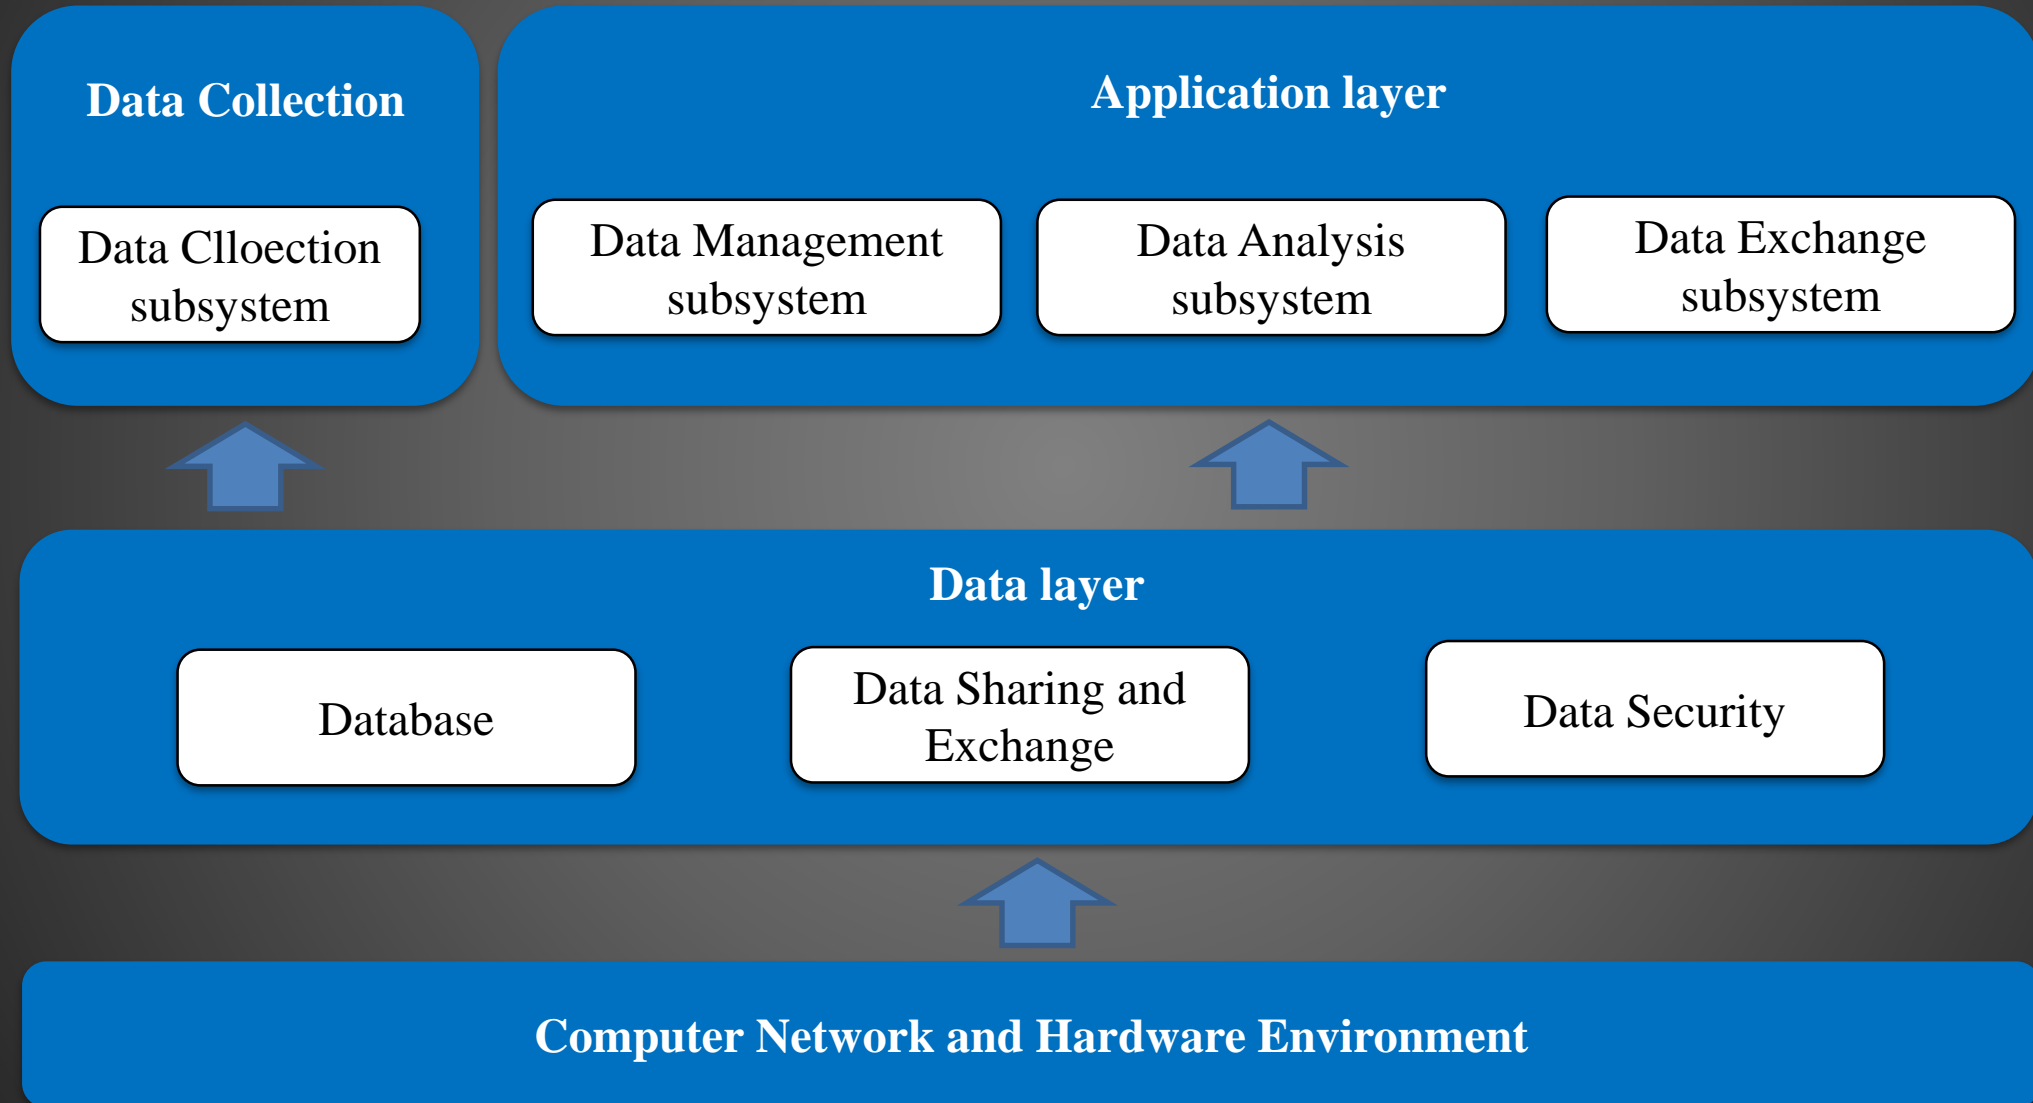 Data Collection
Data Clloection
subsystem
Application layer
Data Management
subsystem
Data Analysis
subsystem
Data Exchange
subsystem
Data layer
Database
Data Sharing and
Exchange
Data Security
Computer Network and Hardware Environment